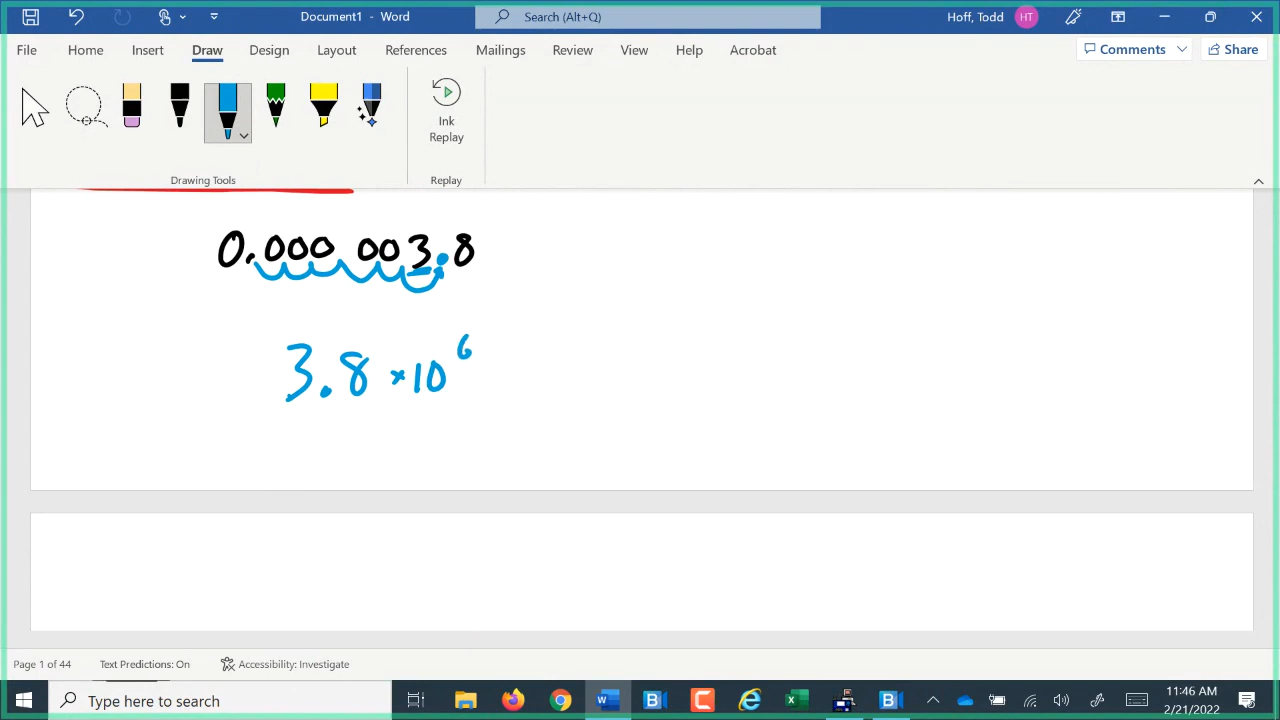 Document1 - Word
Search (Alt+Q)
Hoff, Todd
HT
File Home Insert Draw Design Layout References Mailings Review View Help Acrobat
Comments
Share
Ink
Replay
Drawing Tools
Replay
0.000 003.8
3.8 ×10^6
Page 1 of 44
Text Predictions: On
Accessibility: Investigate
Type here to search
11:46 AM
2/21/2022